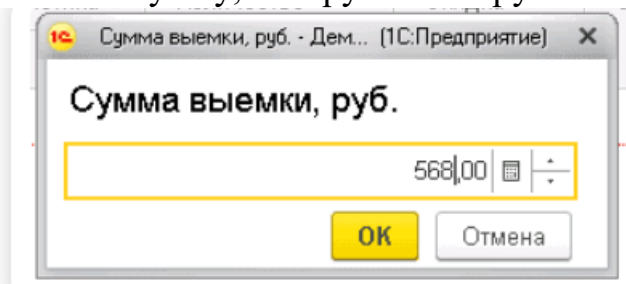 1С Сумма выемки, руб. - Дем... (1С:Предприятие)
Сумма выемки, руб.
568,00
ОК Отмена